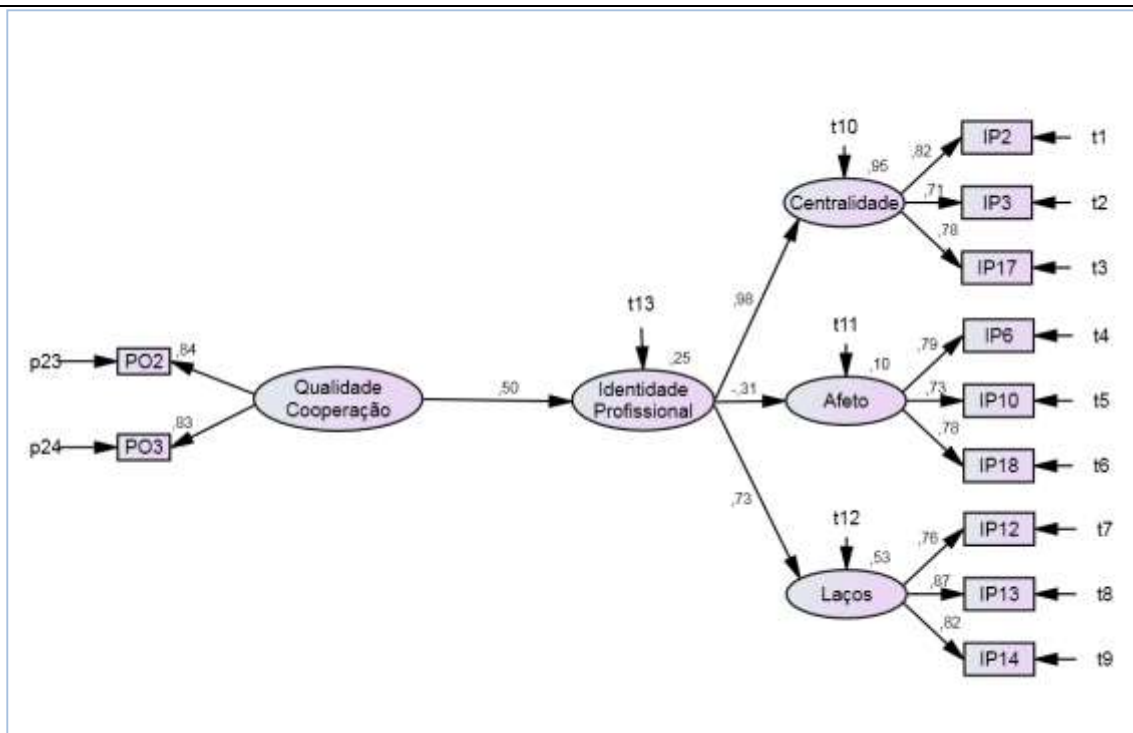 t10
,95
Centralidade
,82
IP2
t1
,71
IP3
t2
,78
IP17
t3
,98
t13
,25
t11
,10
,79
IP6
t4
p23
PO2
,84
Qualidade
Cooperação
,50
Identidade
Profissional
-,31
Afeto
,73
IP10
t5
p24
PO3
,83
,78
IP18
t6
,73
t12
,53
Laços
,76
IP12
t7
,87
IP13
t8
,82
IP14
t9